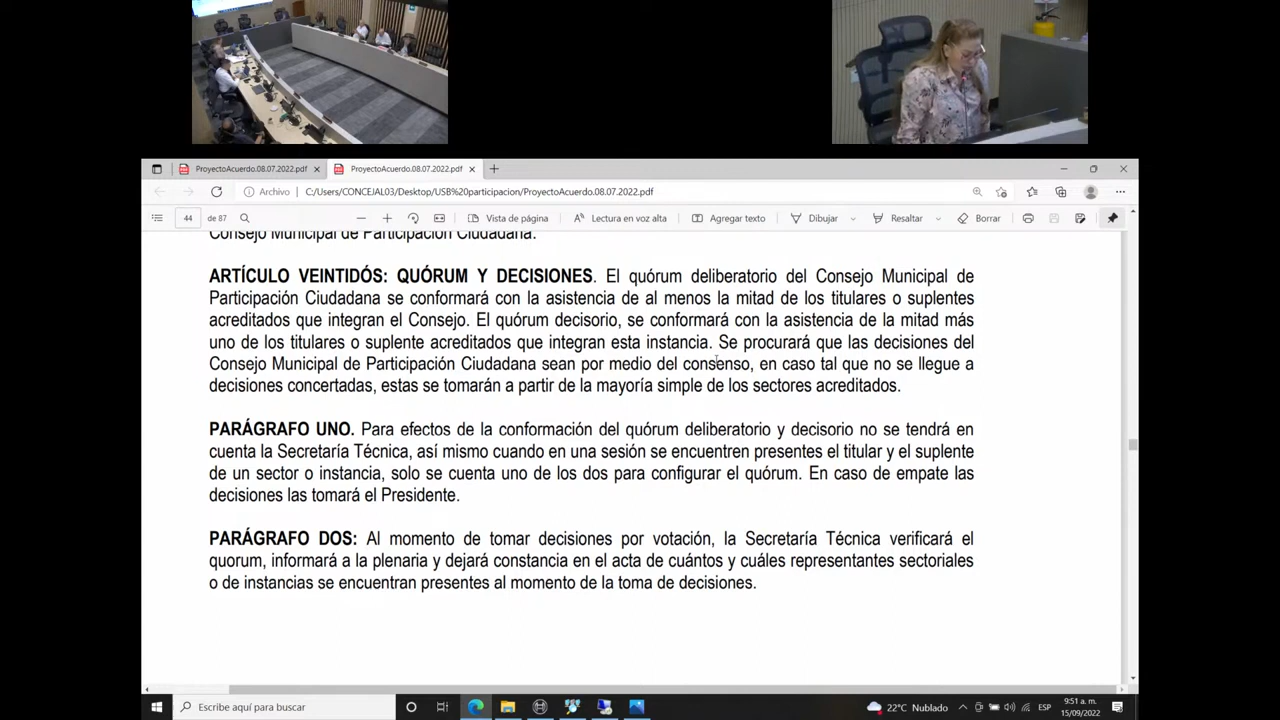 ProyectoAcuerdo.08.07.2022.pdf
ProyectoAcuerdo.08.07.2022.pdf
Archivo
C:/Users/CONCEJAL03/Desktop/USB%20participacion/ProyectoAcuerdo.08.07.2022.pdf
44 de 87
Vista de página
Lectura en voz alta
Agregar texto
Dibujar
Resaltar
Borrar
Consejo Municipal de Participación Ciudadana.
ARTÍCULO VEINTIDÓS: QUÓRUM Y DECISIONES. El quórum deliberatorio del Consejo Municipal de
Participación Ciudadana se conformará con la asistencia de al menos la mitad de los titulares o suplentes
acreditados que integran el Consejo. El quórum decisorio, se conformará con la asistencia de la mitad más
uno de los titulares o suplente acreditados que integran esta instancia. Se procurará que las decisiones del
Consejo Municipal de Participación Ciudadana sean por medio del consenso, en caso tal que no se llegue a
decisiones concertadas, estas se tomarán a partir de la mayoría simple de los sectores acreditados.
PARÁGRAFO UNO. Para efectos de la conformación del quórum deliberatorio y decisorio no se tendrá en
cuenta la Secretaría Técnica, así mismo cuando en una sesión se encuentren presentes el titular y el suplente
de un sector o instancia, solo se cuenta uno de los dos para configurar el quórum. En caso de empate las
decisiones las tomará el Presidente.
PARÁGRAFO DOS: Al momento de tomar decisiones por votación, la Secretaría Técnica verificará el
quorum, informará a la plenaria y dejará constancia en el acta de cuántos y cuáles representantes sectoriales
o de instancias se encuentran presentes al momento de la toma de decisiones.
Escribe aquí para buscar
22°C Nublado
ESP
9:51 a. m.
15/09/2022